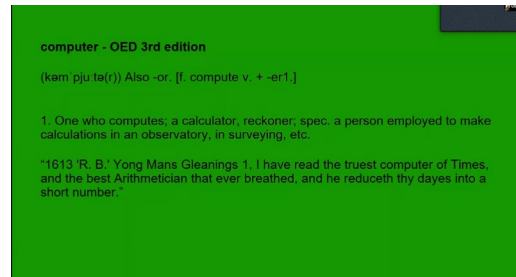 computer - OED 3rd edition
(kəmˈpjuːtə(r)) Also -or. [f. compute v. + -er1.]
1. One who computes; a calculator, reckoner; spec. a person employed to make
calculations in an observatory, in surveying, etc.
“1613 'R. B.' Yong Mans Gleanings 1, I have read the truest computer of Times,
and the best Arithmetician that ever breathed, and he reduceth thy dayes into a
short number.”